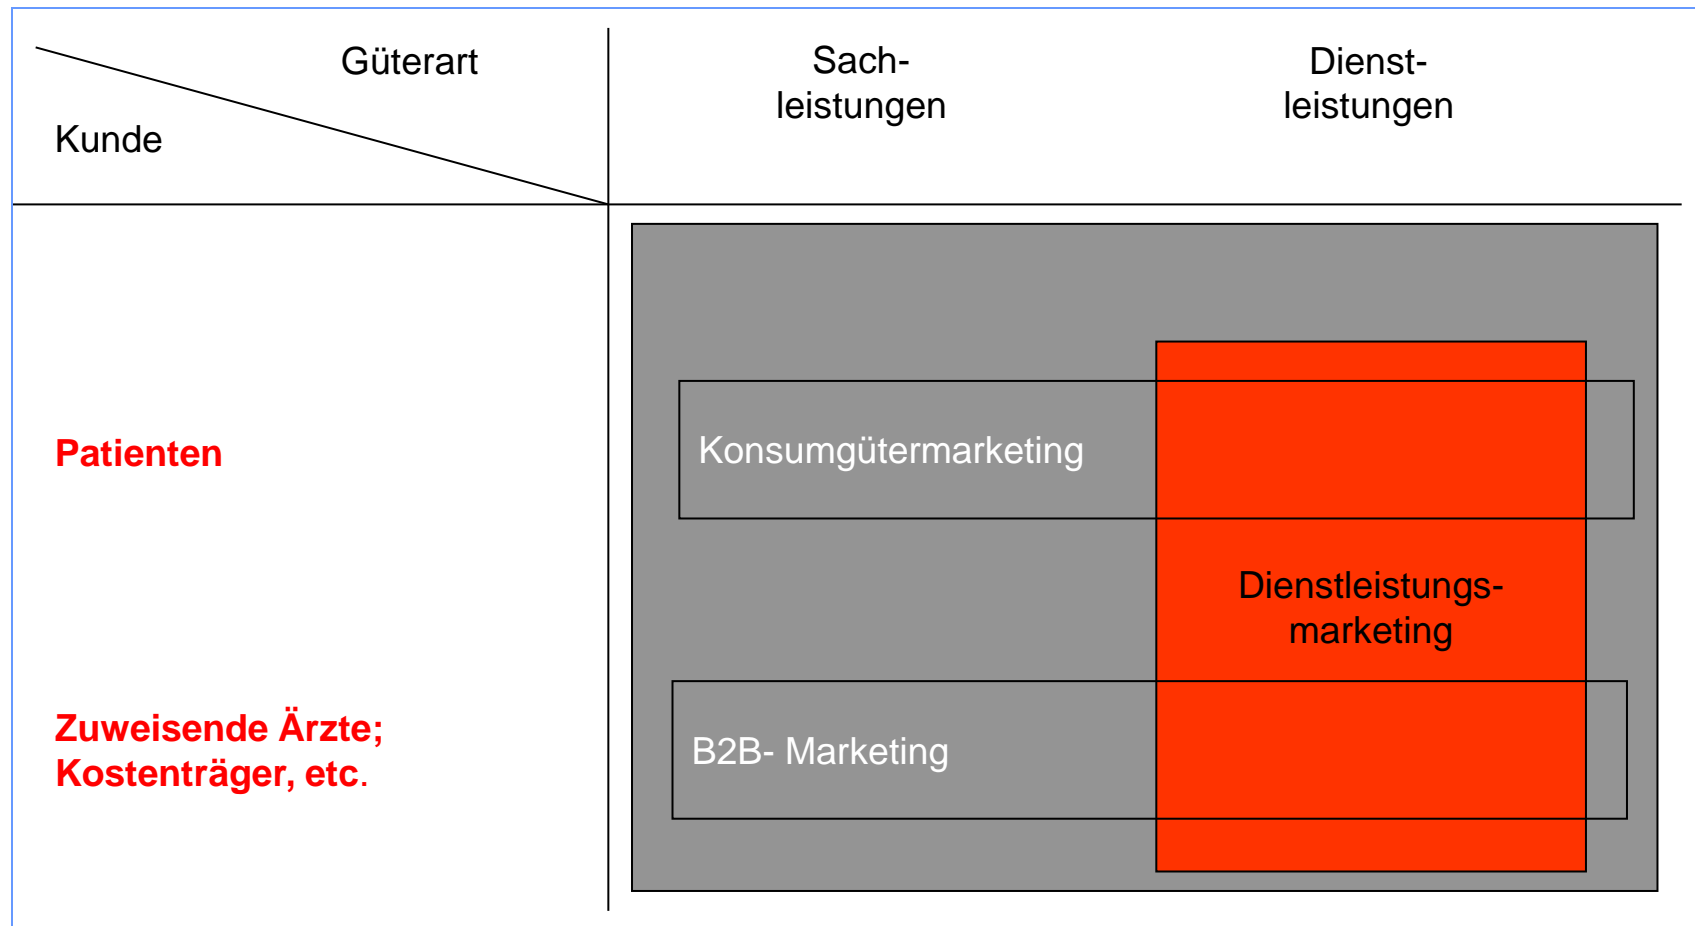 Güterart
Kunde
Sach-
leistungen
Dienst-
leistungen
Patienten
Konsumgütermarketing
Dienstleistungs-
marketing
Zuweisende Ärzte;
Kostenträger, etc.
B2B- Marketing